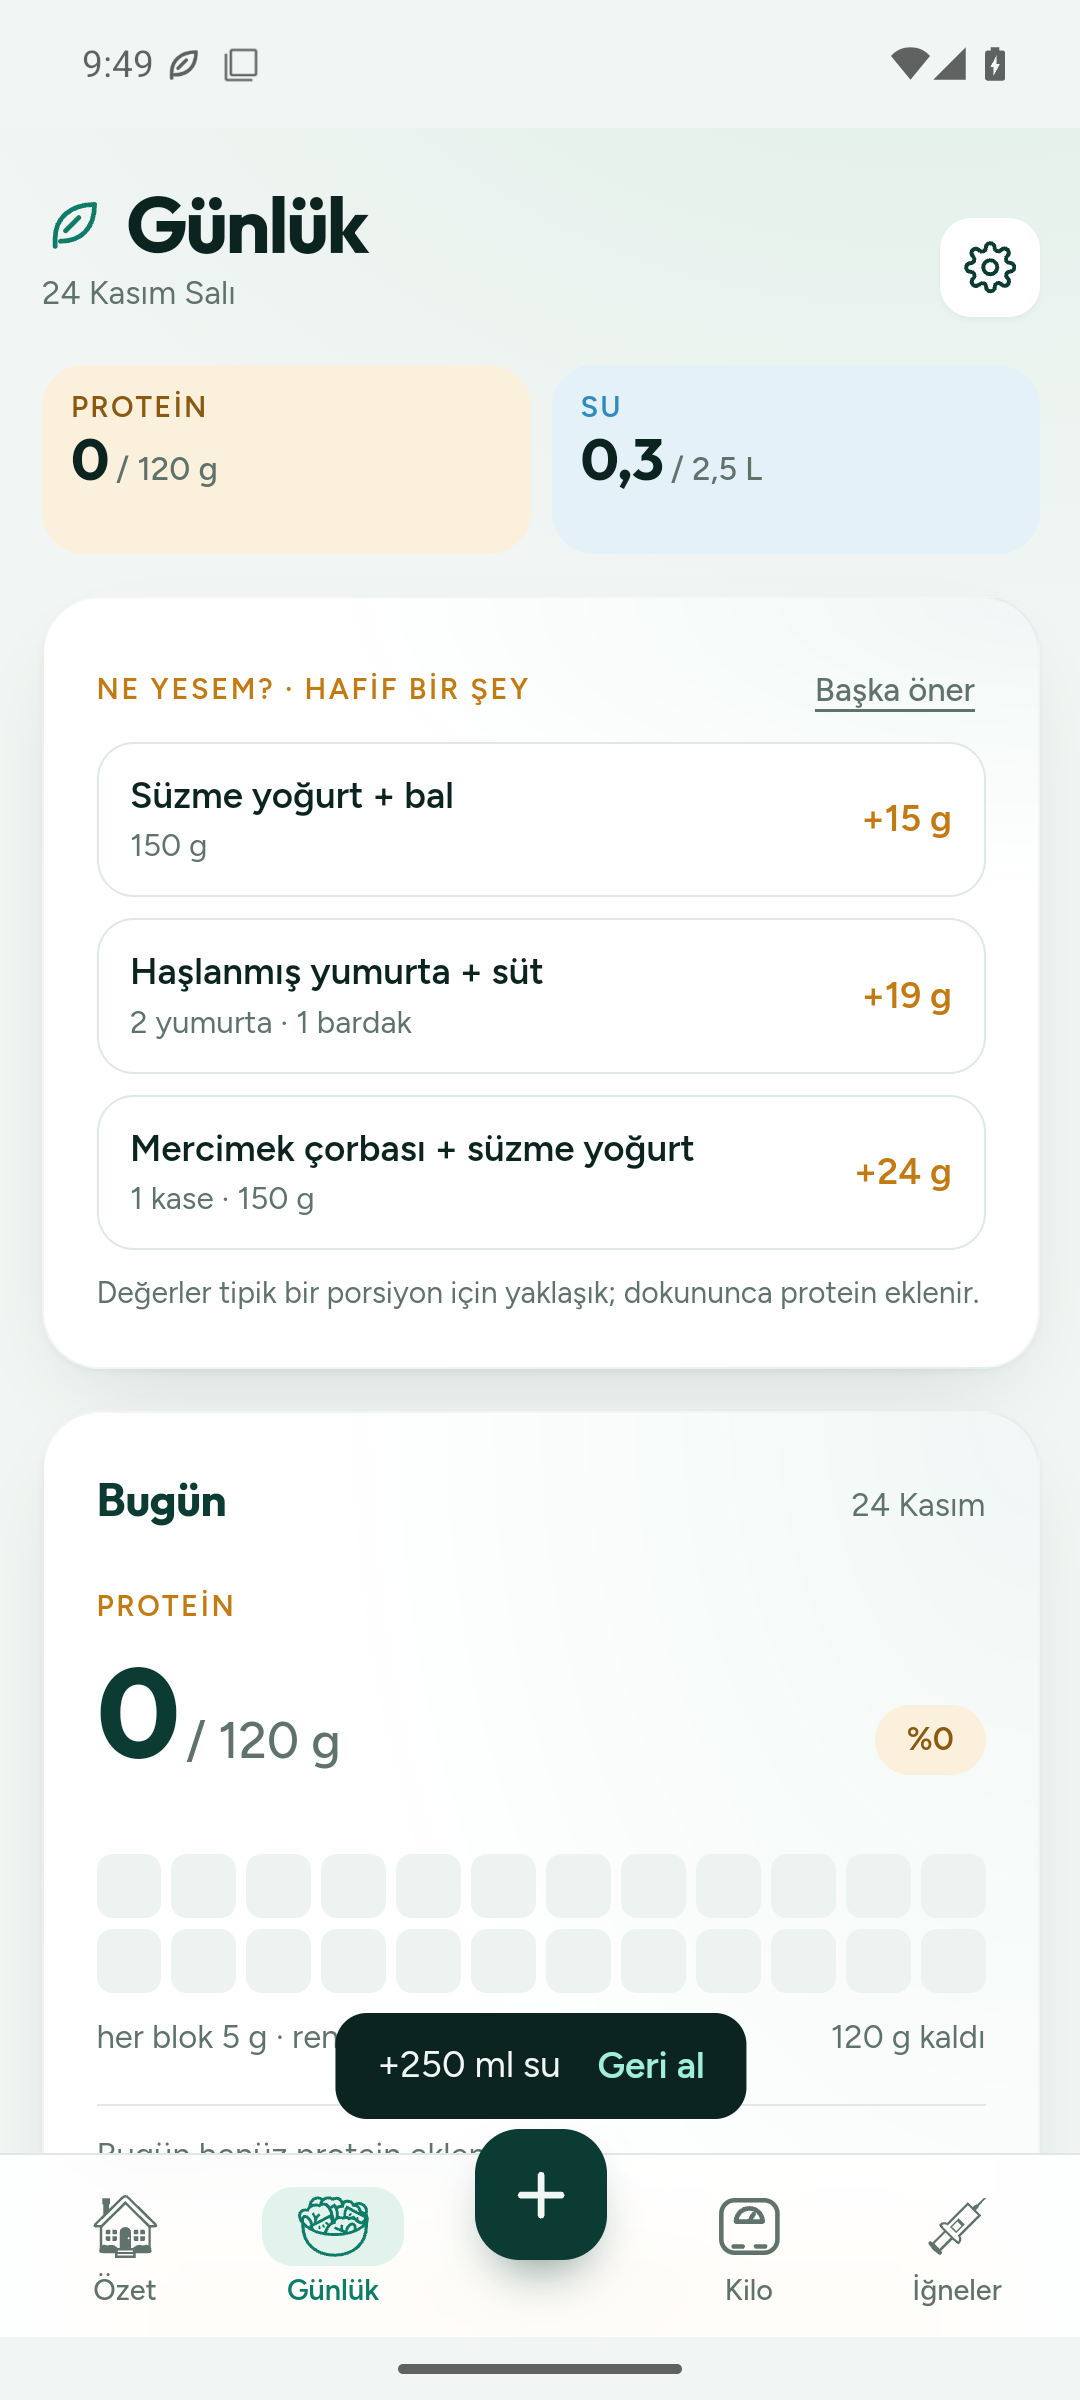 9:49
Günlük
24 Kasım Salı
PROTEİN
0 / 120 g
SU
0,3 / 2,5 L
NE YESEM? · HAFİF BİR ŞEY
Başka öner
Süzme yoğurt + bal
150 g
+15 g
Haşlanmış yumurta + süt
2 yumurta · 1 bardak
+19 g
Mercimek çorbası + süzme yoğurt
1 kase · 150 g
+24 g
Değerler tipik bir porsiyon için yaklaşık; dokununca protein eklenir.
Bugün
24 Kasım
PROTEİN
0 / 120 g
%0
her blok 5 g ·
120 g kaldı
+250 ml su
Geri al
Bugün henüz protein
Özet
Günlük
Kilo
İğneler